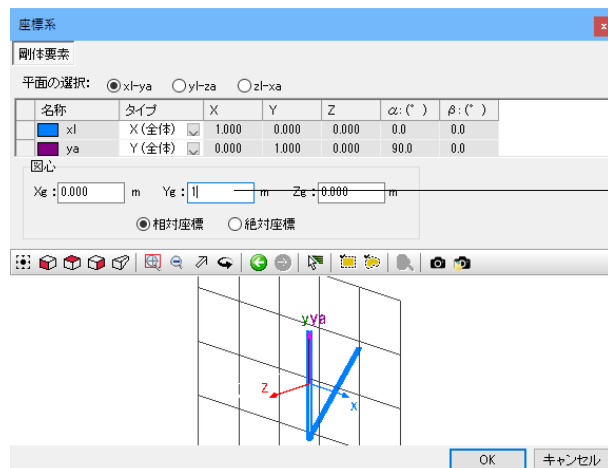 座標系
剛体要素
平面の選択: xl-ya yl-za zl-xa
名称 タイプ X Y Z α:(°) β:(°)
xl X(全体) 1.000 0.000 0.000 0.0 0.0
ya Y(全体) 0.000 1.000 0.000 90.0 0.0
図心
Xg:0.000 m Yg:1 m Zg:0.000 m
相対座標 絶対座標
yya
z
x
OK キャンセル